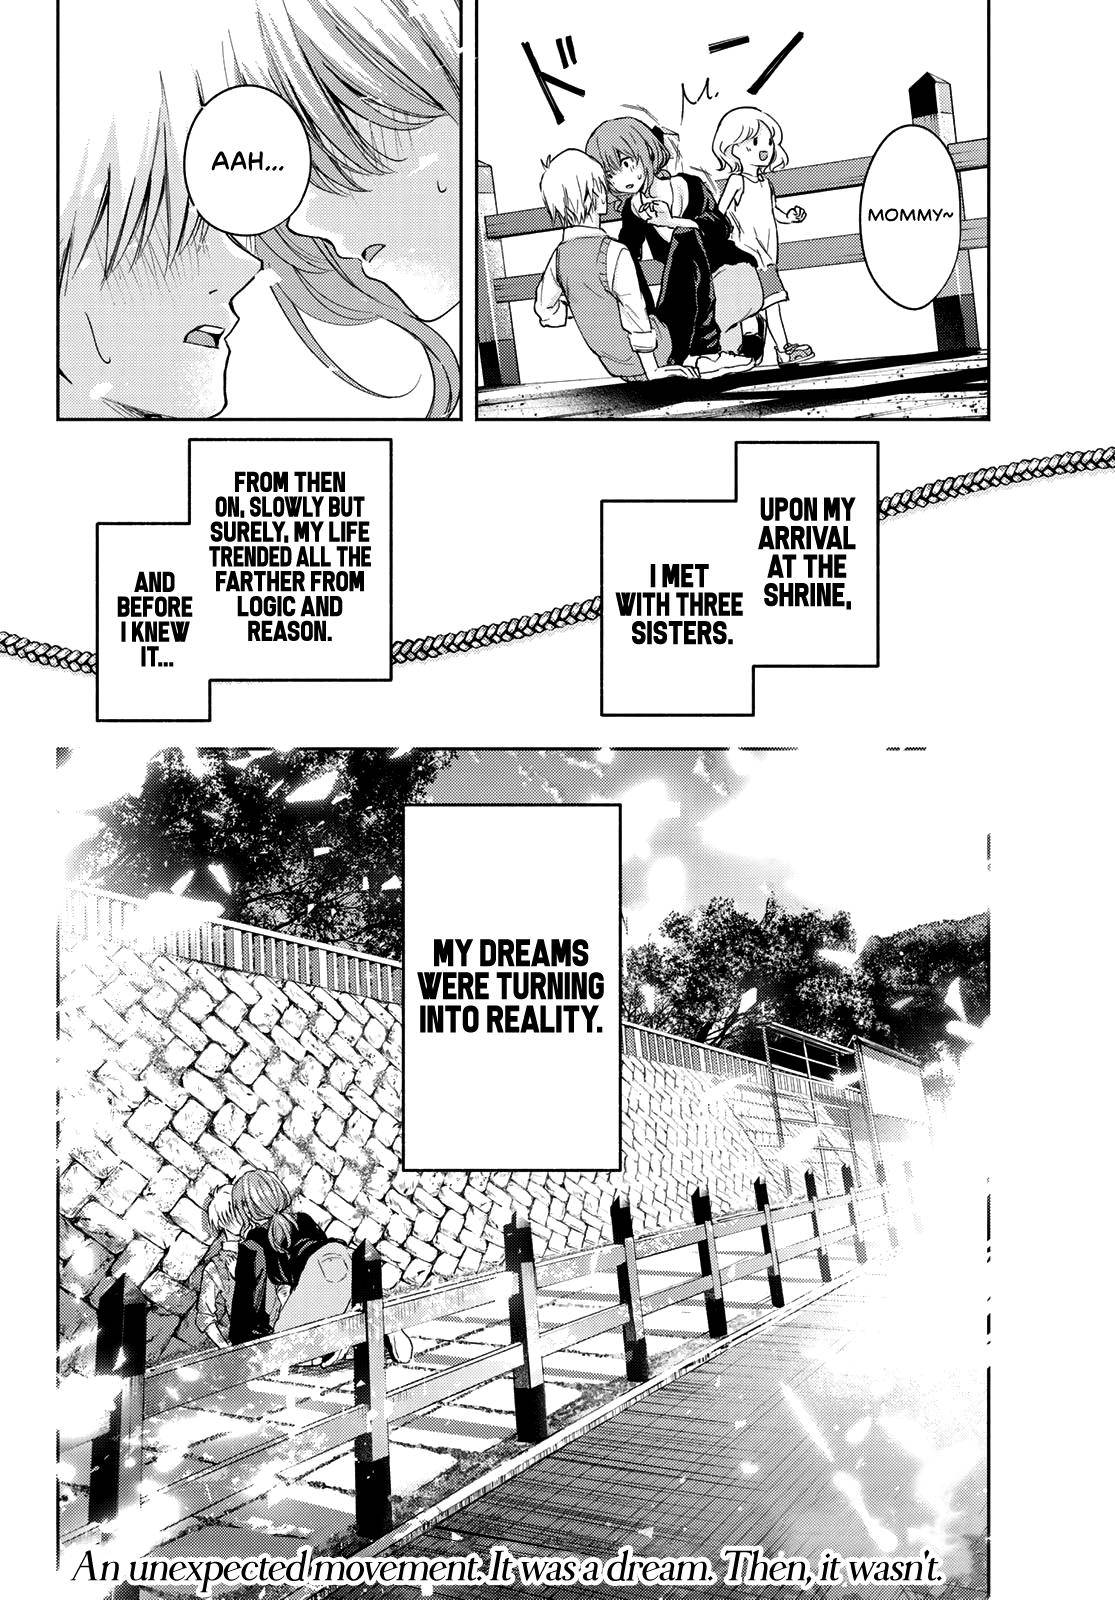 ドーン
M.
MOMMY~
AAH...
UPON MY
ARRIVAL
AT THE
SHRINE,
I MET
WITH THREE
SISTERS.
FROM THEN
ON, SLOWLY BUT
SURELY, MY LIFE
TRENDED ALL THE
FARTHER FROM
LOGIC AND
REASON.
AND
BEFORE
I KNEW
IT...
MY DREAMS
WERE TURNING
INTO REALITY.
An unexpected movement. It was a dream. Then, it wasn't.